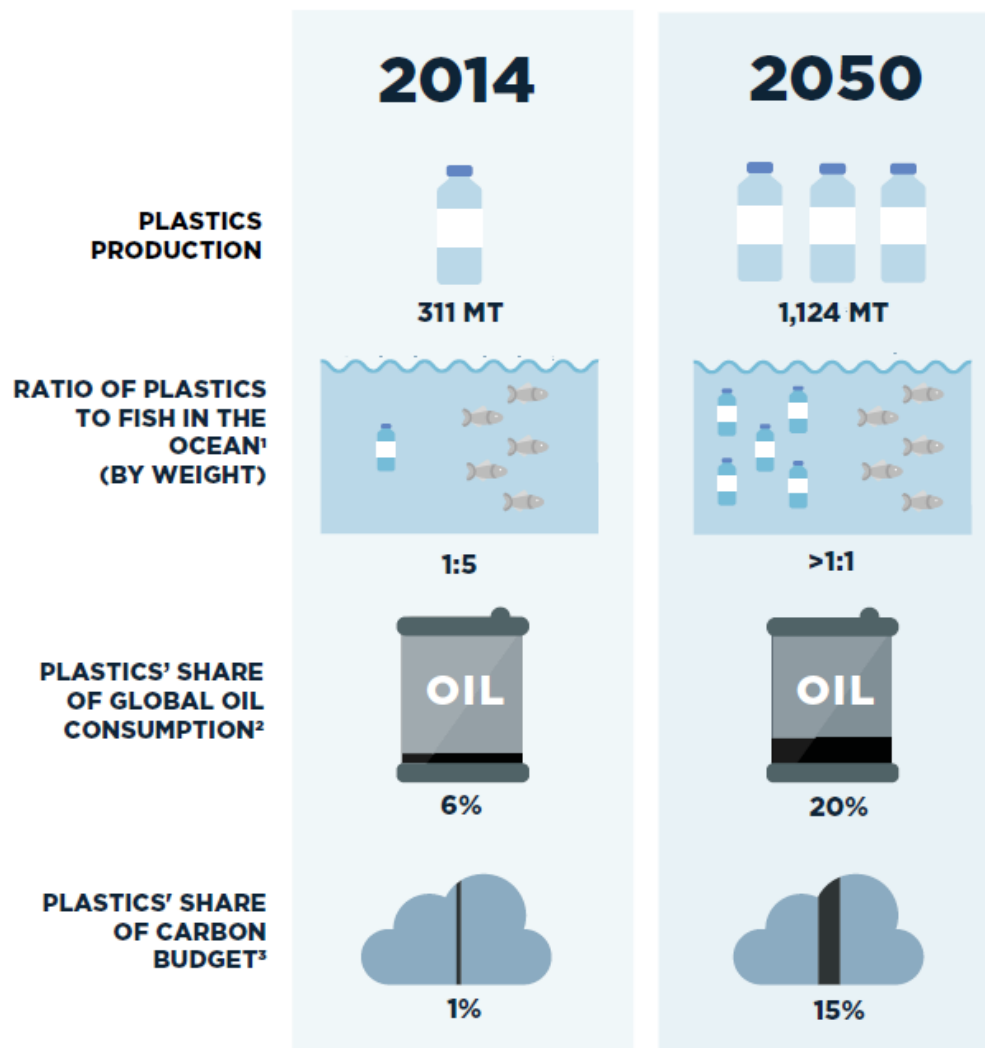 2014
2050
PLASTICS
PRODUCTION
311 MT
1,124 MT
RATIO OF PLASTICS
TO FISH IN THE
OCEAN¹
(BY WEIGHT)
1:5
>1:1
PLASTICS’ SHARE
OF GLOBAL OIL
CONSUMPTION²
OIL
OIL
6%
20%
PLASTICS' SHARE
OF CARBON
BUDGET³
1%
15%